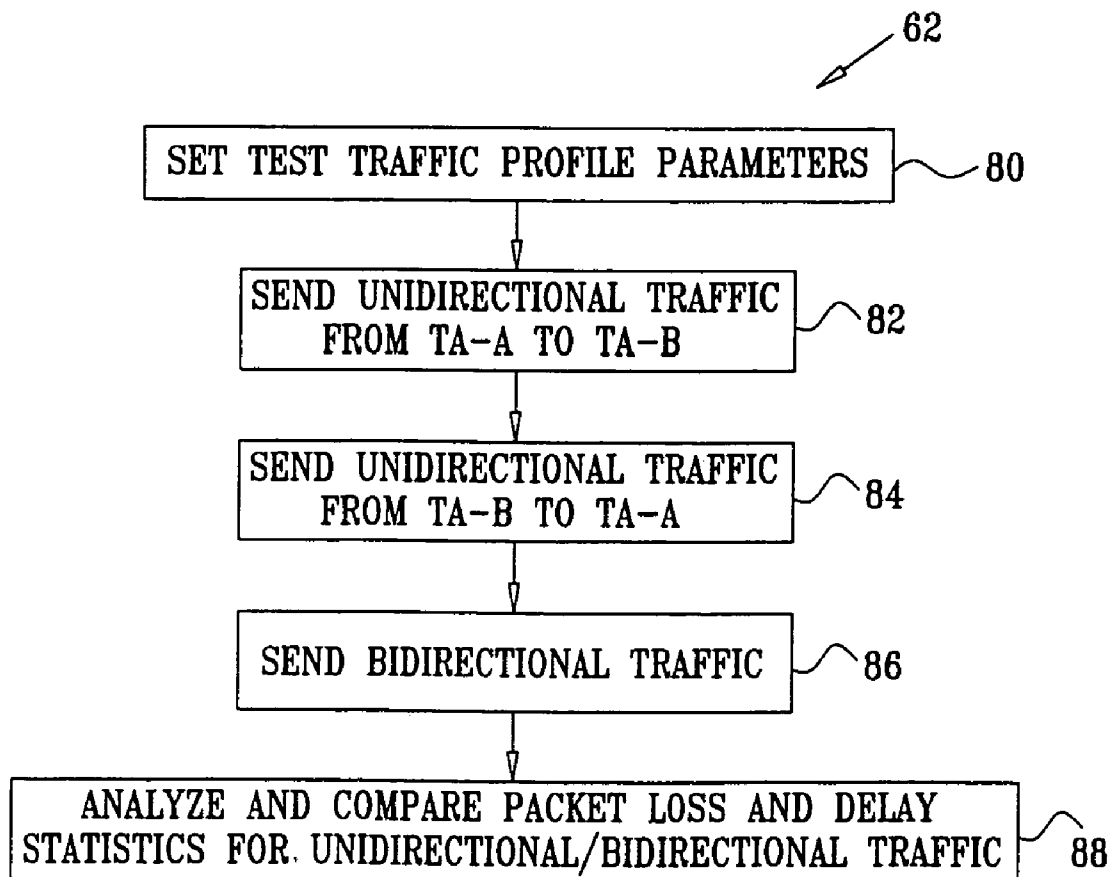 62
SET TEST TRAFFIC PROFILE PARAMETERS
80
SEND UNIDIRECTIONAL TRAFFIC
FROM TA-A TO TA-B
82
SEND UNIDIRECTIONAL TRAFFIC
FROM TA-B TO TA-A
84
SEND BIDIRECTIONAL TRAFFIC
86
ANALYZE AND COMPARE PACKET LOSS AND DELAY
STATISTICS FOR UNIDIRECTIONAL/BIDIRECTIONAL TRAFFIC
88